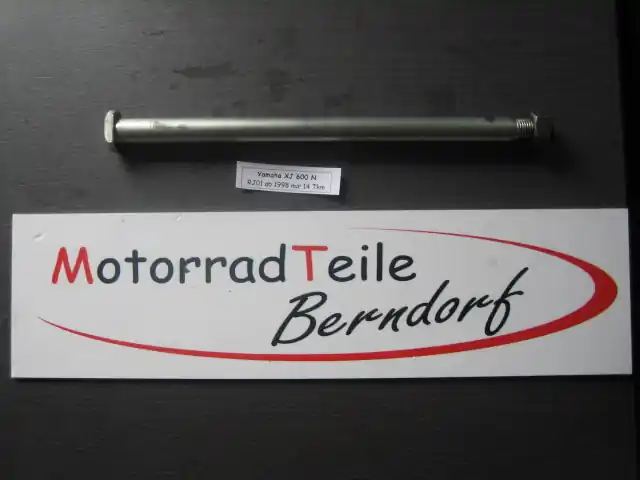 Yamaha XJ 600 N
RJ01 ab 1998 nur 14 Tkm
MotorradTeile
Berndorf